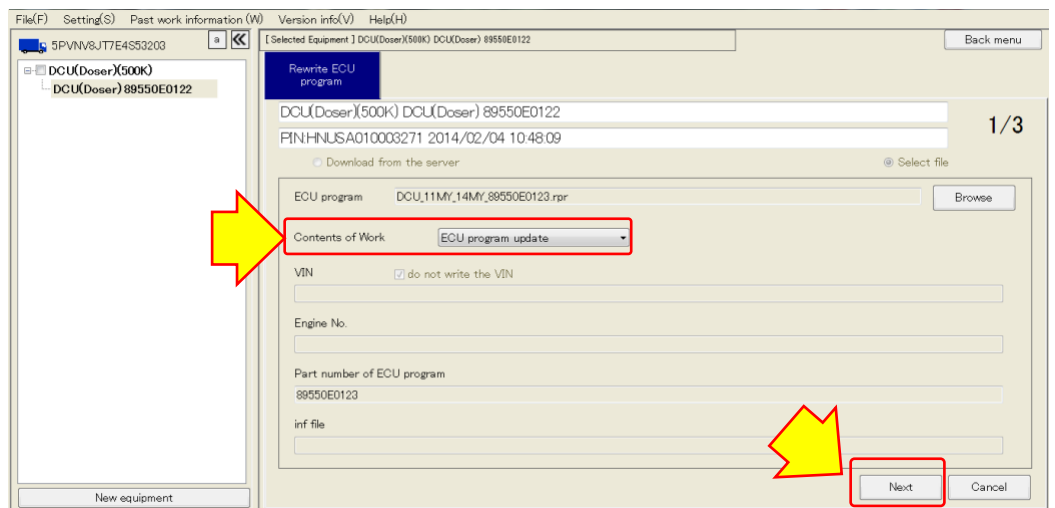 File(F) Setting(S) Past work information (W) Version info(V) Help(H)
5PVNV8JT7E4S53203
a
[ Selected Equipment ] DCU(Doser)(500K) DCU(Doser) 89550E0122
Back menu
DCU(Doser)(500K)
DCU(Doser) 89550E0122
Rewrite ECU
program
DCU(Doser)(500K) DCU(Doser) 89550E0122
PIN:HNUSA010003271 2014/02/04 10:48:09
1/3
Download from the server
Select file
ECU program
DCU_11MY_14MY_89550E0123.rpr
Browse
Contents of Work
ECU program update
VIN
do not write the VIN
Engine No.
Part number of ECU program
89550E0123
inf file
Next
Cancel
New equipment